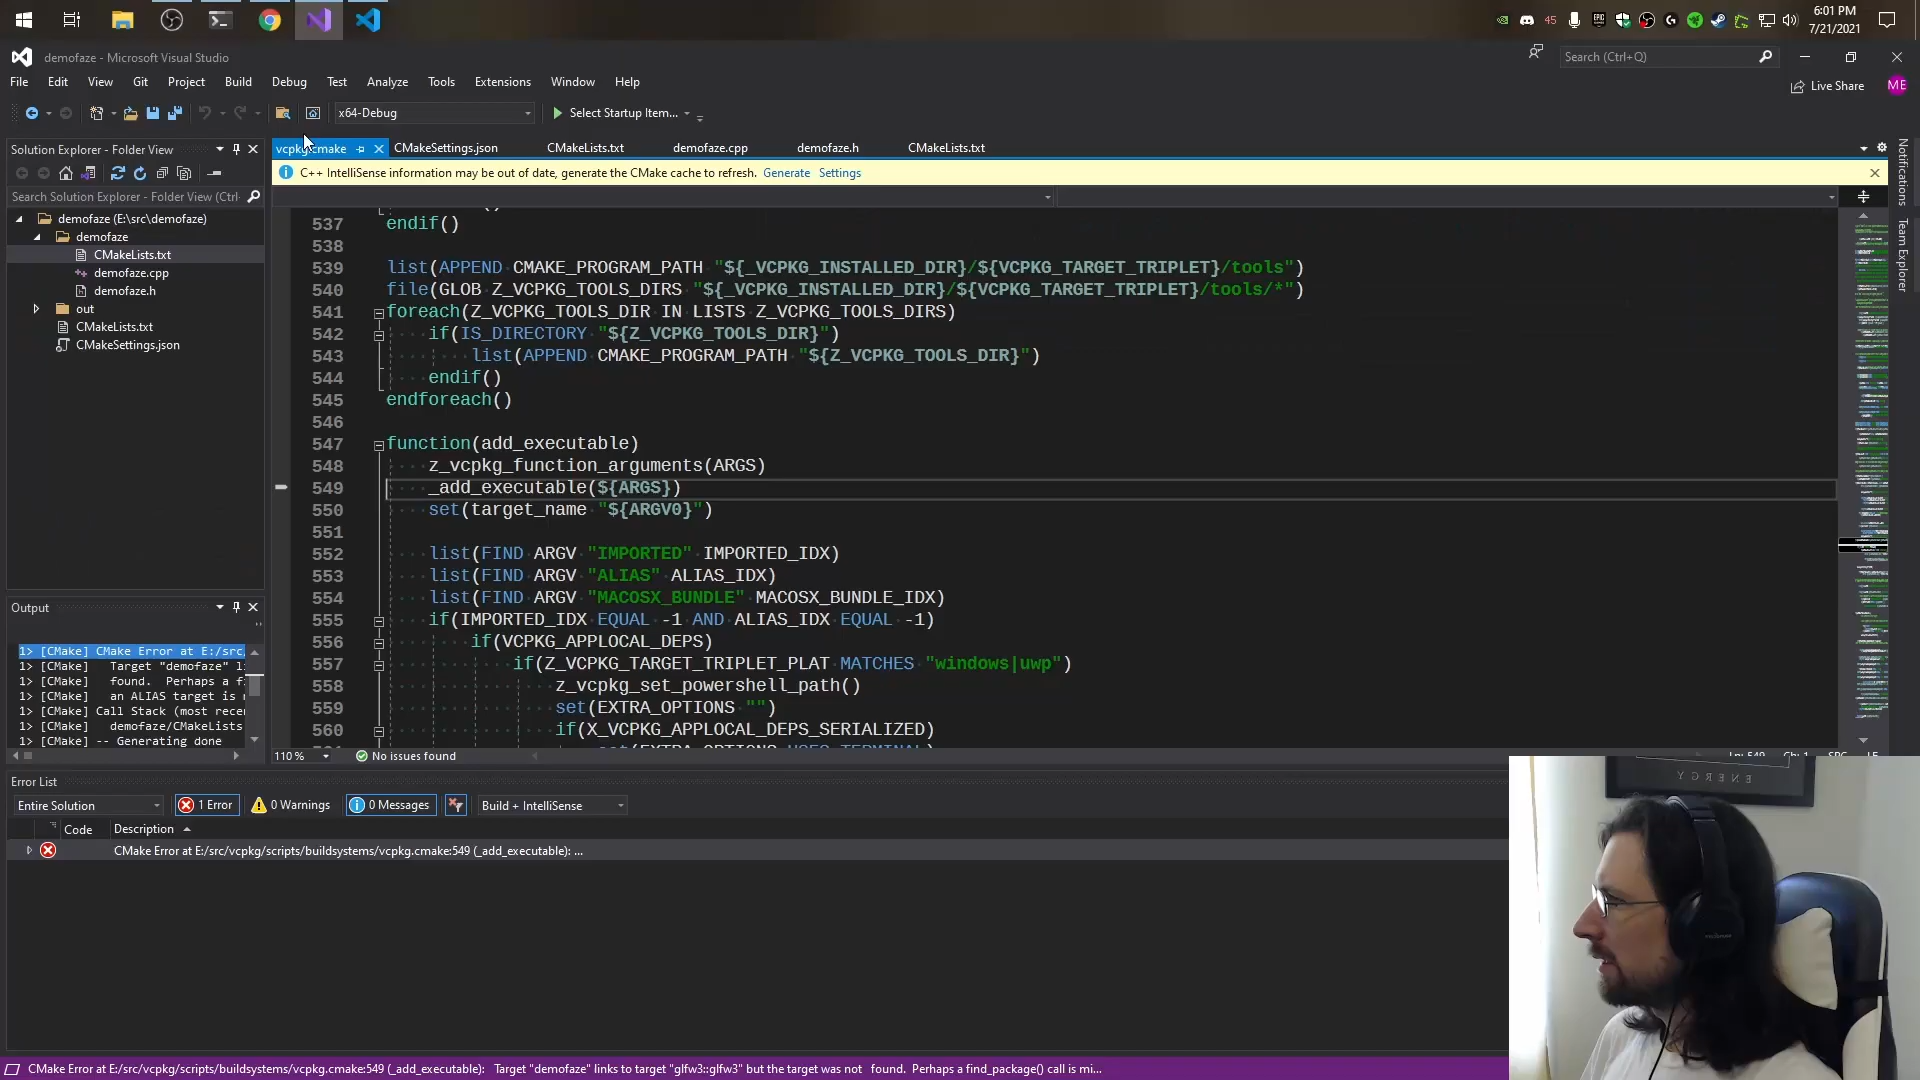 45
6:01 PM
7/21/2021
demofaze - Microsoft Visual Studio
Search (Ctrl+Q)
File Edit View Git Project Build Debug Test Analyze Tools Extensions Window Help
Live Share
ME
x64-Debug
Select Startup Item...
Solution Explorer - Folder View
vcpkg.cmake
CMakeSettings.json
CMakeLists.txt
demofaze.cpp
demofaze.h
CMakeLists.txt
C++ IntelliSense information may be out of date, generate the CMake cache to refresh. Generate Settings
Notifications
Team Explorer
Search Solution Explorer - Folder View (Ctrl+
demofaze (E:\src\demofaze)
demofaze
CMakeLists.txt
demofaze.cpp
demofaze.h
out
CMakeLists.txt
CMakeSettings.json
537 endif()
538
539 list(APPEND CMAKE_PROGRAM_PATH "${_VCPKG_INSTALLED_DIR}/${VCPKG_TARGET_TRIPLET}/tools")
540 file(GLOB Z_VCPKG_TOOLS_DIRS "${_VCPKG_INSTALLED_DIR}/${VCPKG_TARGET_TRIPLET}/tools/*")
541 foreach(Z_VCPKG_TOOLS_DIR IN LISTS Z_VCPKG_TOOLS_DIRS)
542 if(IS_DIRECTORY "${Z_VCPKG_TOOLS_DIR}")
543 list(APPEND CMAKE_PROGRAM_PATH "${Z_VCPKG_TOOLS_DIR}")
544 endif()
545 endforeach()
546
547 function(add_executable)
548 z_vcpkg_function_arguments(ARGS)
549 _add_executable(${ARGS})
550 set(target_name "${ARGV0}")
551
552 list(FIND ARGV "IMPORTED" IMPORTED_IDX)
553 list(FIND ARGV "ALIAS" ALIAS_IDX)
554 list(FIND ARGV "MACOSX_BUNDLE" MACOSX_BUNDLE_IDX)
555 if(IMPORTED_IDX EQUAL -1 AND ALIAS_IDX EQUAL -1)
556 if(VCPKG_APPLOCAL_DEPS)
557 if(Z_VCPKG_TARGET_TRIPLET_PLAT MATCHES "windows|uwp")
558 z_vcpkg_set_powershell_path()
559 set(EXTRA_OPTIONS "")
560 if(X_VCPKG_APPLOCAL_DEPS_SERIALIZED)
Output
1> [CMake] CMake Error at E:/src/
1> [CMake] Target "demofaze" li
1> [CMake] found. Perhaps a fi
1> [CMake] an ALIAS target is m
1> [CMake] Call Stack (most recen
1> [CMake] demofaze/CMakeLists
1> [CMake] -- Generating done
110 %
No issues found
Error List
Entire Solution
1 Error
0 Warnings
0 Messages
Build + IntelliSense
Code
Description
CMake Error at E:/src/vcpkg/scripts/buildsystems/vcpkg.cmake:549 (_add_executable): ...
ENERGY
CMake Error at E:/src/vcpkg/scripts/buildsystems/vcpkg.cmake:549 (_add_executable): Target "demofaze" links to target "glfw3::glfw3" but the target was not found. Perhaps a find_package() call is mi...